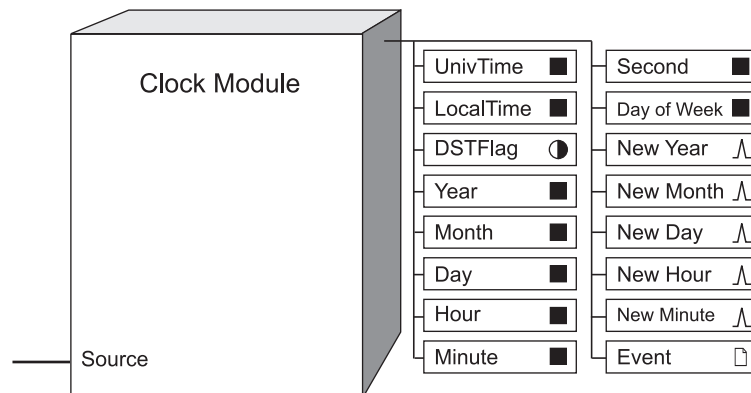 Clock Module
Source
UnivTime
LocalTime
DSTFlag
Year
Month
Day
Hour
Minute
Second
Day of Week
New Year
New Month
New Day
New Hour
New Minute
Event